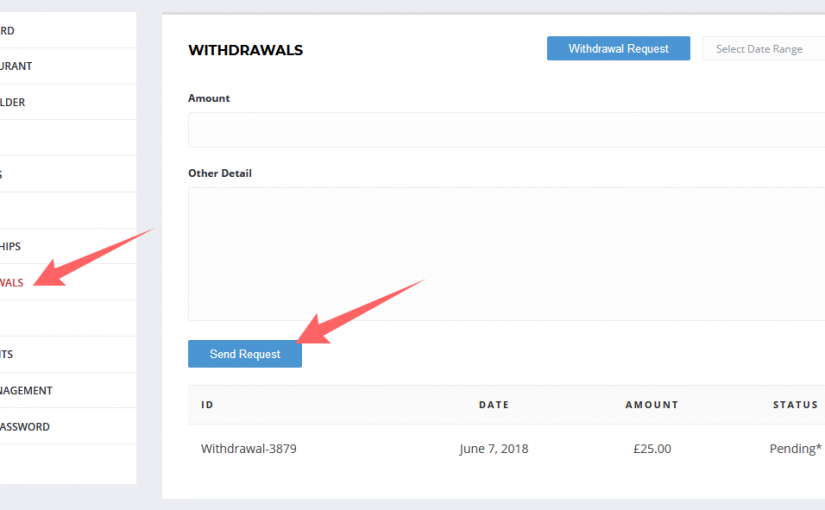 RD
URANT
LDER
S
HIPS
WALS
TS
NAGEMENT
ASSWORD
WITHDRAWALS
Withdrawal Request
Select Date Range
Amount
Other Detail
Send Request
ID DATE AMOUNT STATUS
Withdrawal-3879 June 7, 2018 £25.00 Pending*